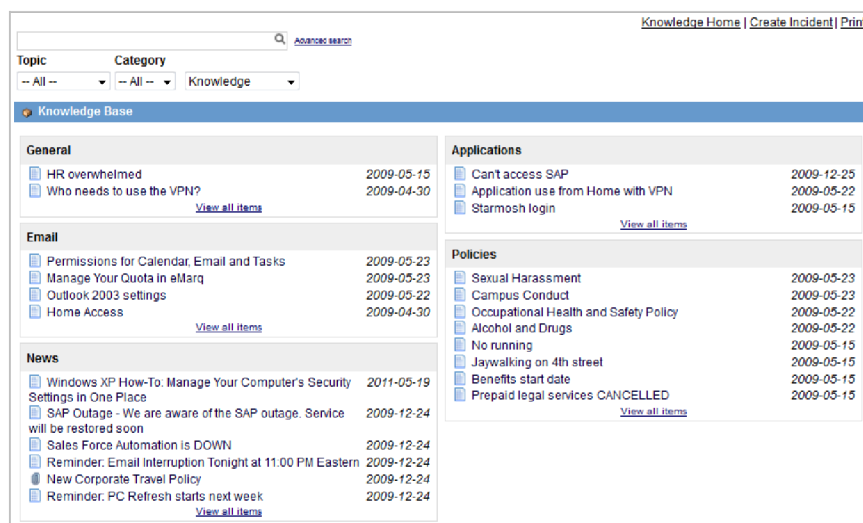 Knowledge Home | Create Incident | Print
Advanced search
Topic Category
-- All -- -- All -- Knowledge
Knowledge Base
General
HR overwhelmed 2009-05-15
Who needs to use the VPN? 2009-04-30
View all items
Email
Permissions for Calendar, Email and Tasks 2009-05-23
Manage Your Quota in eMarq 2009-05-23
Outlook 2003 settings 2009-05-22
Home Access 2009-04-30
View all items
News
Windows XP How-To: Manage Your Computer's Security 2011-05-19
Settings in One Place
SAP Outage - We are aware of the SAP outage. Service 2009-12-24
will be restored soon
Sales Force Automation is DOWN 2009-12-24
Reminder: Email Interruption Tonight at 11:00 PM Eastern 2009-12-24
New Corporate Travel Policy 2009-12-24
Reminder: PC Refresh starts next week 2009-12-24
View all items
Applications
Can't access SAP 2009-12-25
Application use from Home with VPN 2009-05-22
Starmosh login 2009-05-15
View all items
Policies
Sexual Harassment 2009-05-23
Campus Conduct 2009-05-23
Occupational Health and Safety Policy 2009-05-22
Alcohol and Drugs 2009-05-22
No running 2009-05-15
Jaywalking on 4th street 2009-05-15
Benefits start date 2009-05-15
Prepaid legal services CANCELLED 2009-05-15
View all items